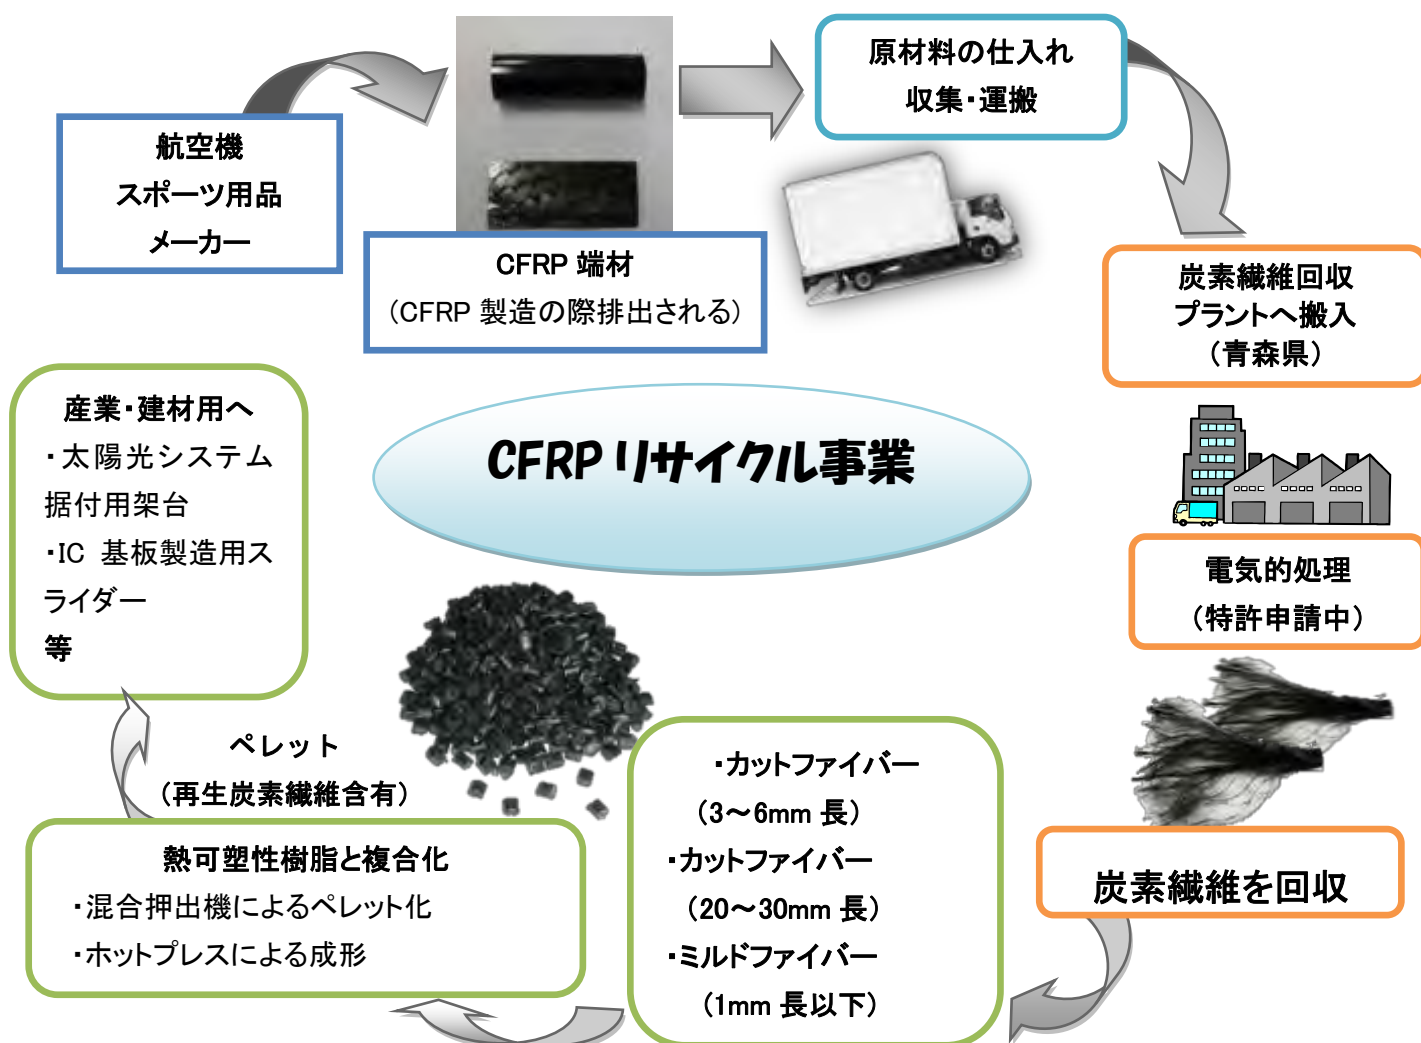 航空機
スポーツ用品
メーカー
CFRP 端材
（CFRP 製造の際排出される）
原材料の仕入れ
収集・運搬
炭素繊維回収
プラントへ搬入
（青森県）
電気的処理
（特許申請中）
炭素繊維を回収
・カットファイバー
（3～6mm 長）
・カットファイバー
（20～30mm 長）
・ミルドファイバー
（1mm 長以下）
熱可塑性樹脂と複合化
・混合押出機によるペレット化
・ホットプレスによる成形
ペレット
（再生炭素繊維含有）
産業・建材用へ
・太陽光システム
据付用架台
・IC 基板製造用ス
ライダー
等
CFRPリサイクル事業